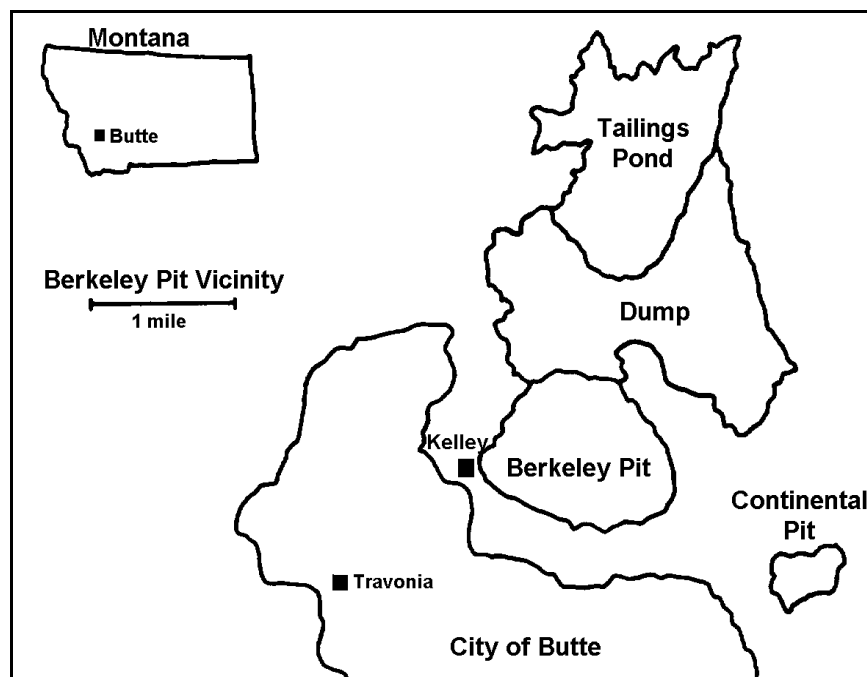 Montana
Butte
Tailings
Pond
Berkeley Pit Vicinity
1 mile
Dump
Kelley
Berkeley Pit
Continental
Pit
Travonia
City of Butte